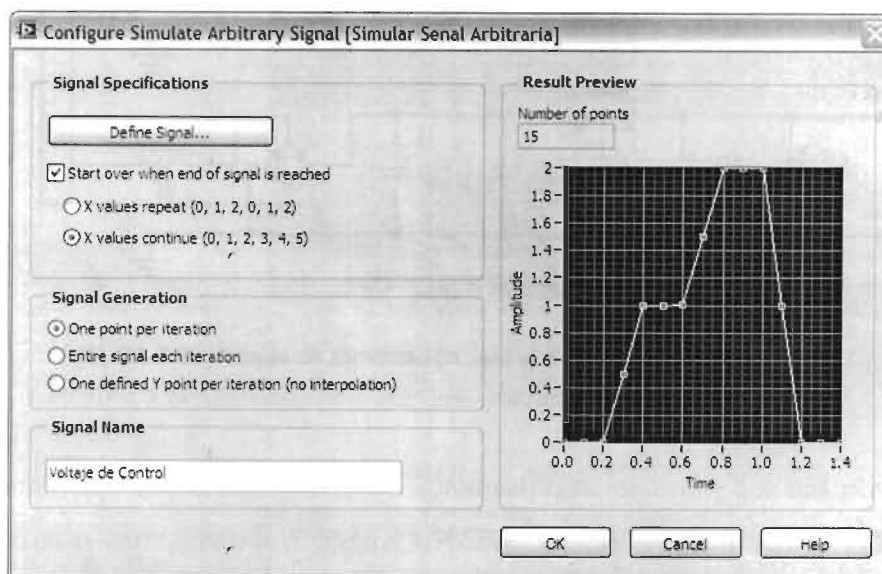 Configure Simulate Arbitrary Signal [Simular Senal Arbitraria]
Signal Specifications
Define Signal...
Start over when end of signal is reached
X values repeat (0, 1, 2, 0, 1, 2)
X values continue (0, 1, 2, 3, 4, 5)
Signal Generation
One point per iteration
Entire signal each iteration
One defined Y point per iteration (no interpolation)
Signal Name
Voltaje de Control
Result Preview
Number of points
15
Amplitude
2
1.8
1.6
1.4
1.2
1
0.8
0.6
0.4
0.2
0
0.0 0.2 0.4 0.6 0.8 1.0 1.2 1.4
Time
OK Cancel Help